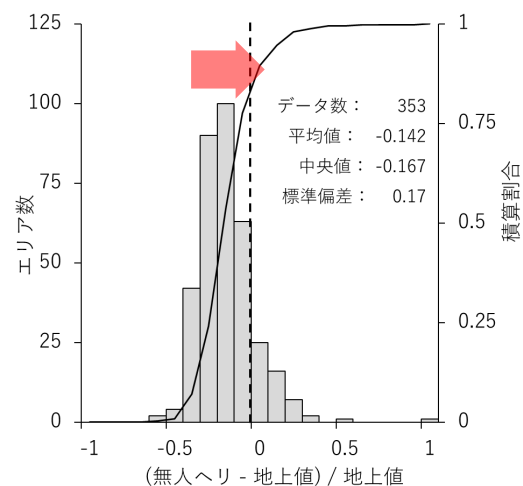 125
100
75
50
25
0
エリア数
1
0.75
0.5
0.25
0
積算割合
データ数： 353
平均値： -0.142
中央値： -0.167
標準偏差： 0.17
-1 -0.5 0 0.5 1
(無人ヘリ - 地上値) / 地上値